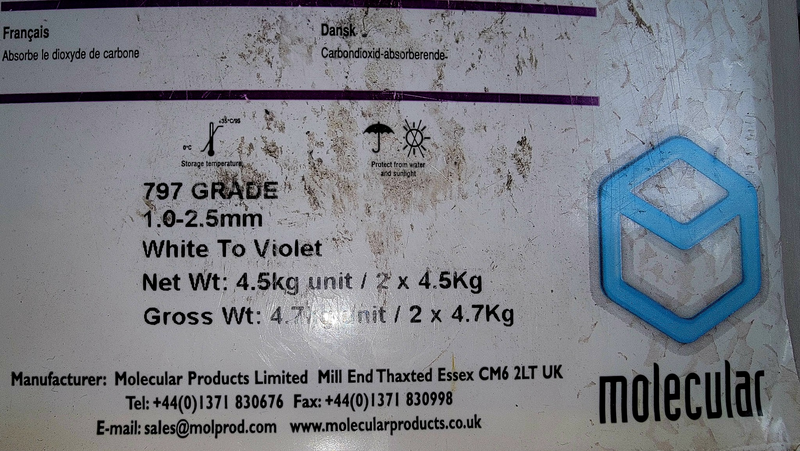 Français
Absorbe le dioxyde de carbone
Dansk
Carbondioxid-absorberende
0°C
+35°C/95
Storage temperature
Protect from water
and sunlight
797 GRADE
1.0-2.5mm
White To Violet
Net Wt: 4.5kg unit / 2 x 4.5Kg
Gross Wt: 4.7kg unit / 2 x 4.7Kg
Manufacturer: Molecular Products Limited Mill End Thaxted Essex CM6 2LT UK
Tel: +44(0)1371 830676 Fax: +44(0)1371 830998
E-mail: sales@molprod.com www.molecularproducts.co.uk
molecular